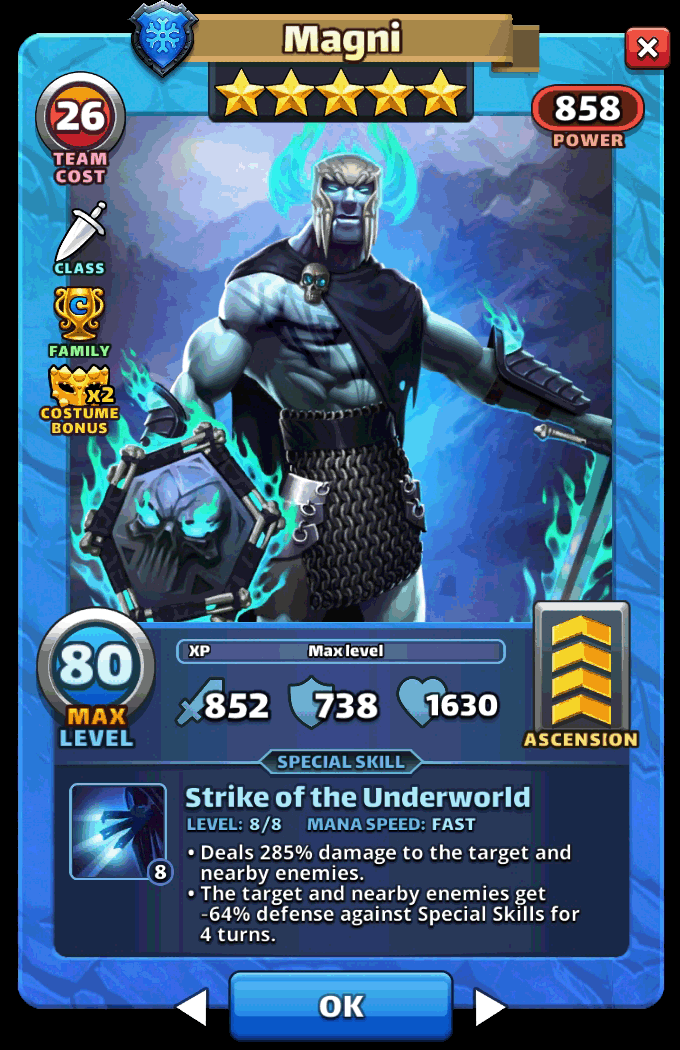 Magni
26
TEAM
COST
858
POWER
CLASS
C
FAMILY
x2
COSTUME
BONUS
80
MAX
LEVEL
XP Max level
852 738 1630
ASCENSION
SPECIAL SKILL
Strike of the Underworld
LEVEL: 8/8 MANA SPEED: FAST
8
• Deals 285% damage to the target and
nearby enemies.
• The target and nearby enemies get
-64% defense against Special Skills for
4 turns.
OK